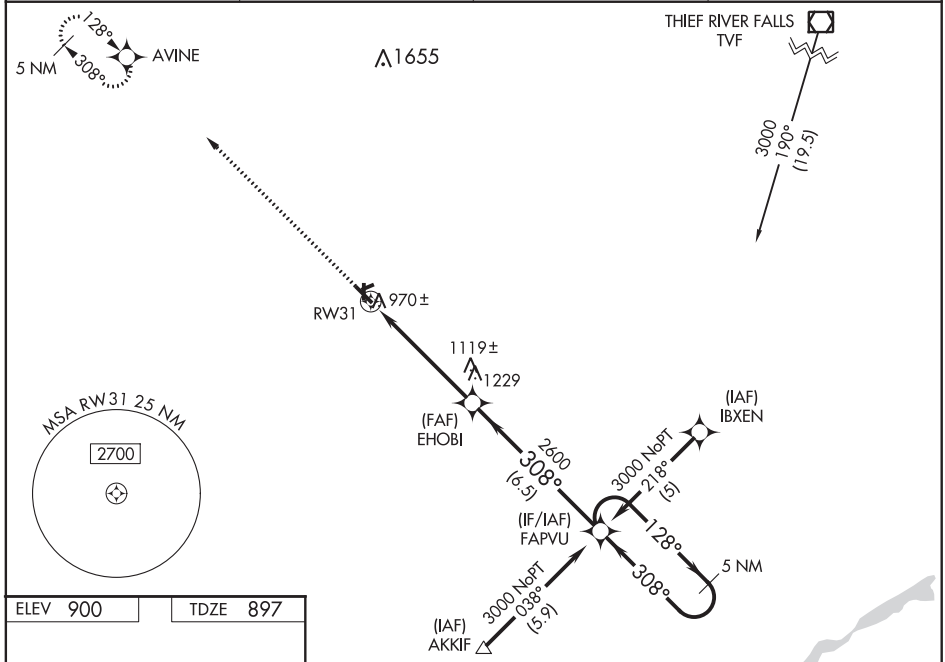 THIEF RIVER FALLS
TVF
128°
308°
5 NM
AVINE
1655
3000
190°
(19.5)
RW31
970±
1119±
1229
(FAF)
EHOBI
(IAF)
IBXEN
MSA RW31 25 NM
2700
2600
308°
(6.5)
3000 NoPT
218°
(5)
(IF/IAF)
FAPVU
128°
308°
5 NM
3000 NoPT
038°
(5.9)
(IAF)
AKKIF
ELEV 900
TDZE 897